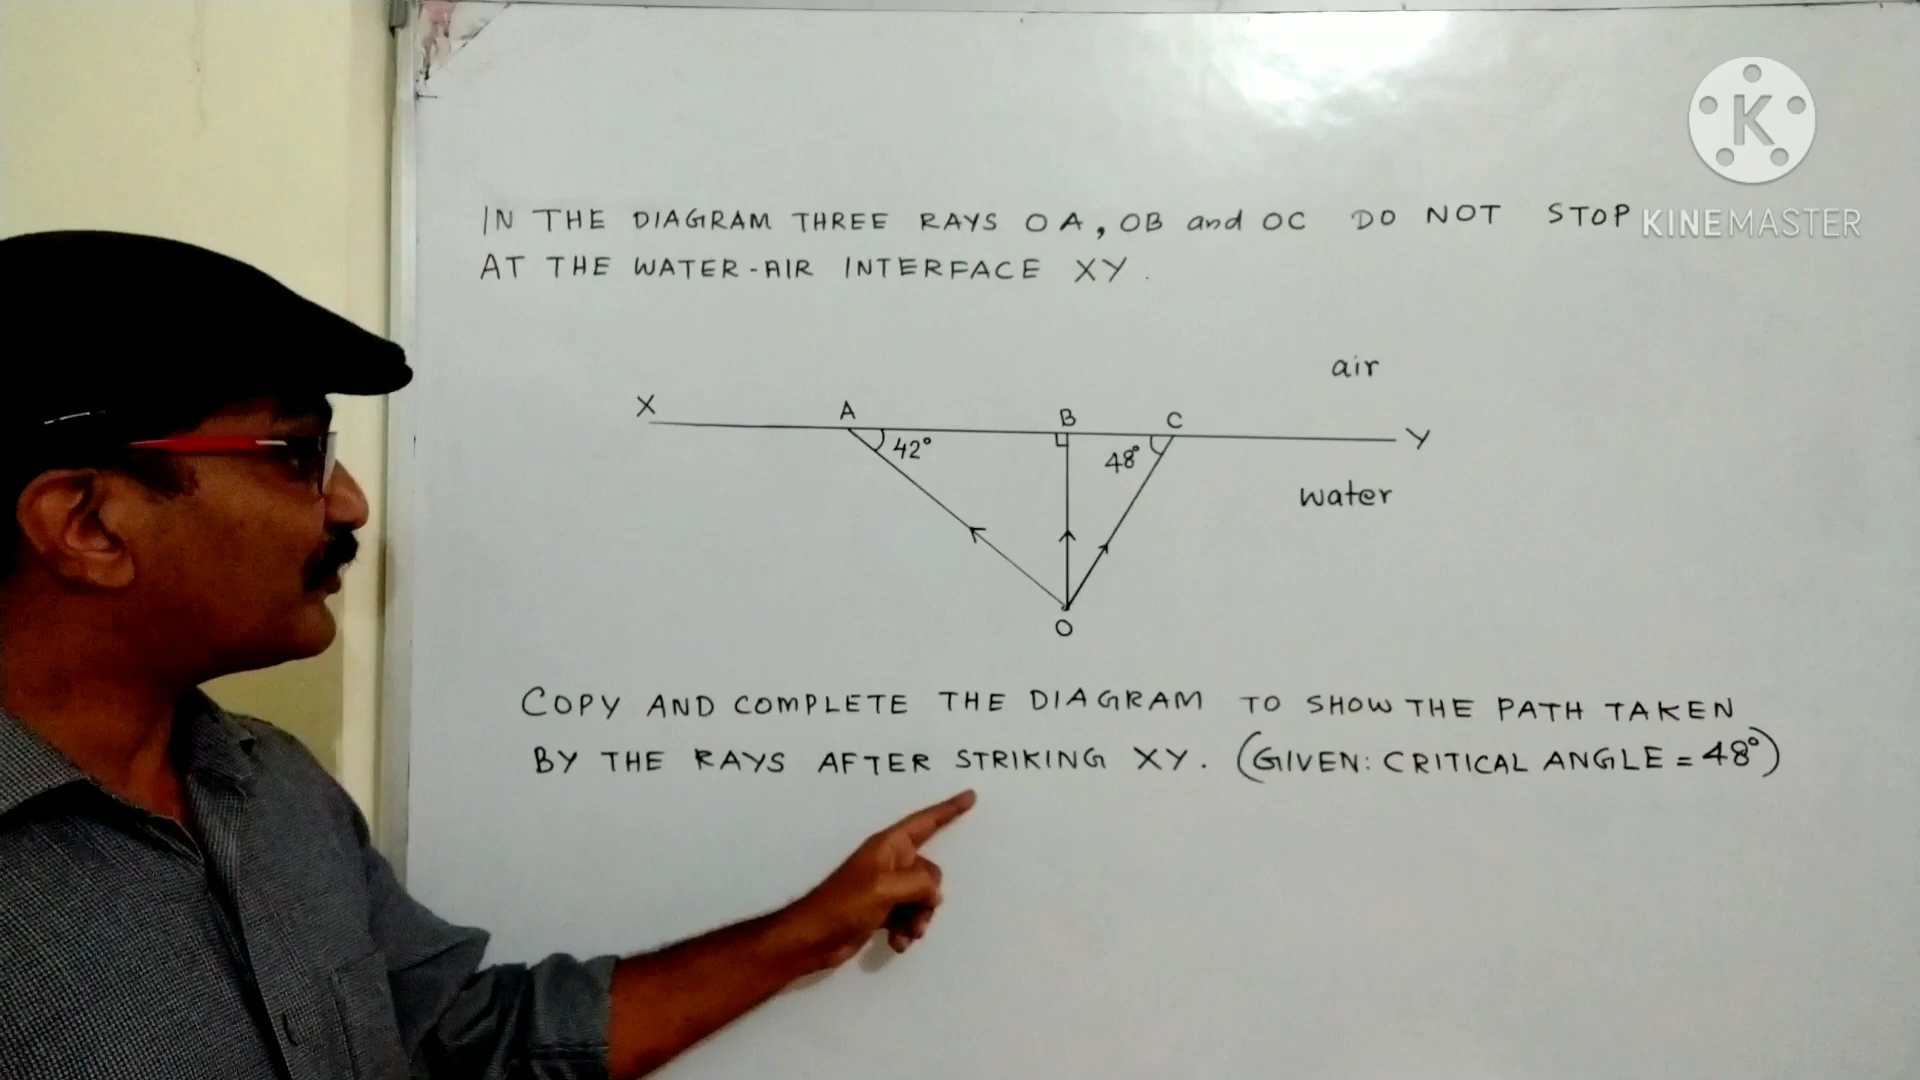 IN THE DIAGRAM THREE RAYS OA, OB and OC DO NOT STOP
AT THE WATER-AIR INTERFACE XY.
K
KINEMASTER
air
X
A
B
C
Y
42°
48°
water
O
COPY AND COMPLETE THE DIAGRAM TO SHOW THE PATH TAKEN
BY THE RAYS AFTER STRIKING XY. (GIVEN: CRITICAL ANGLE = 48°)